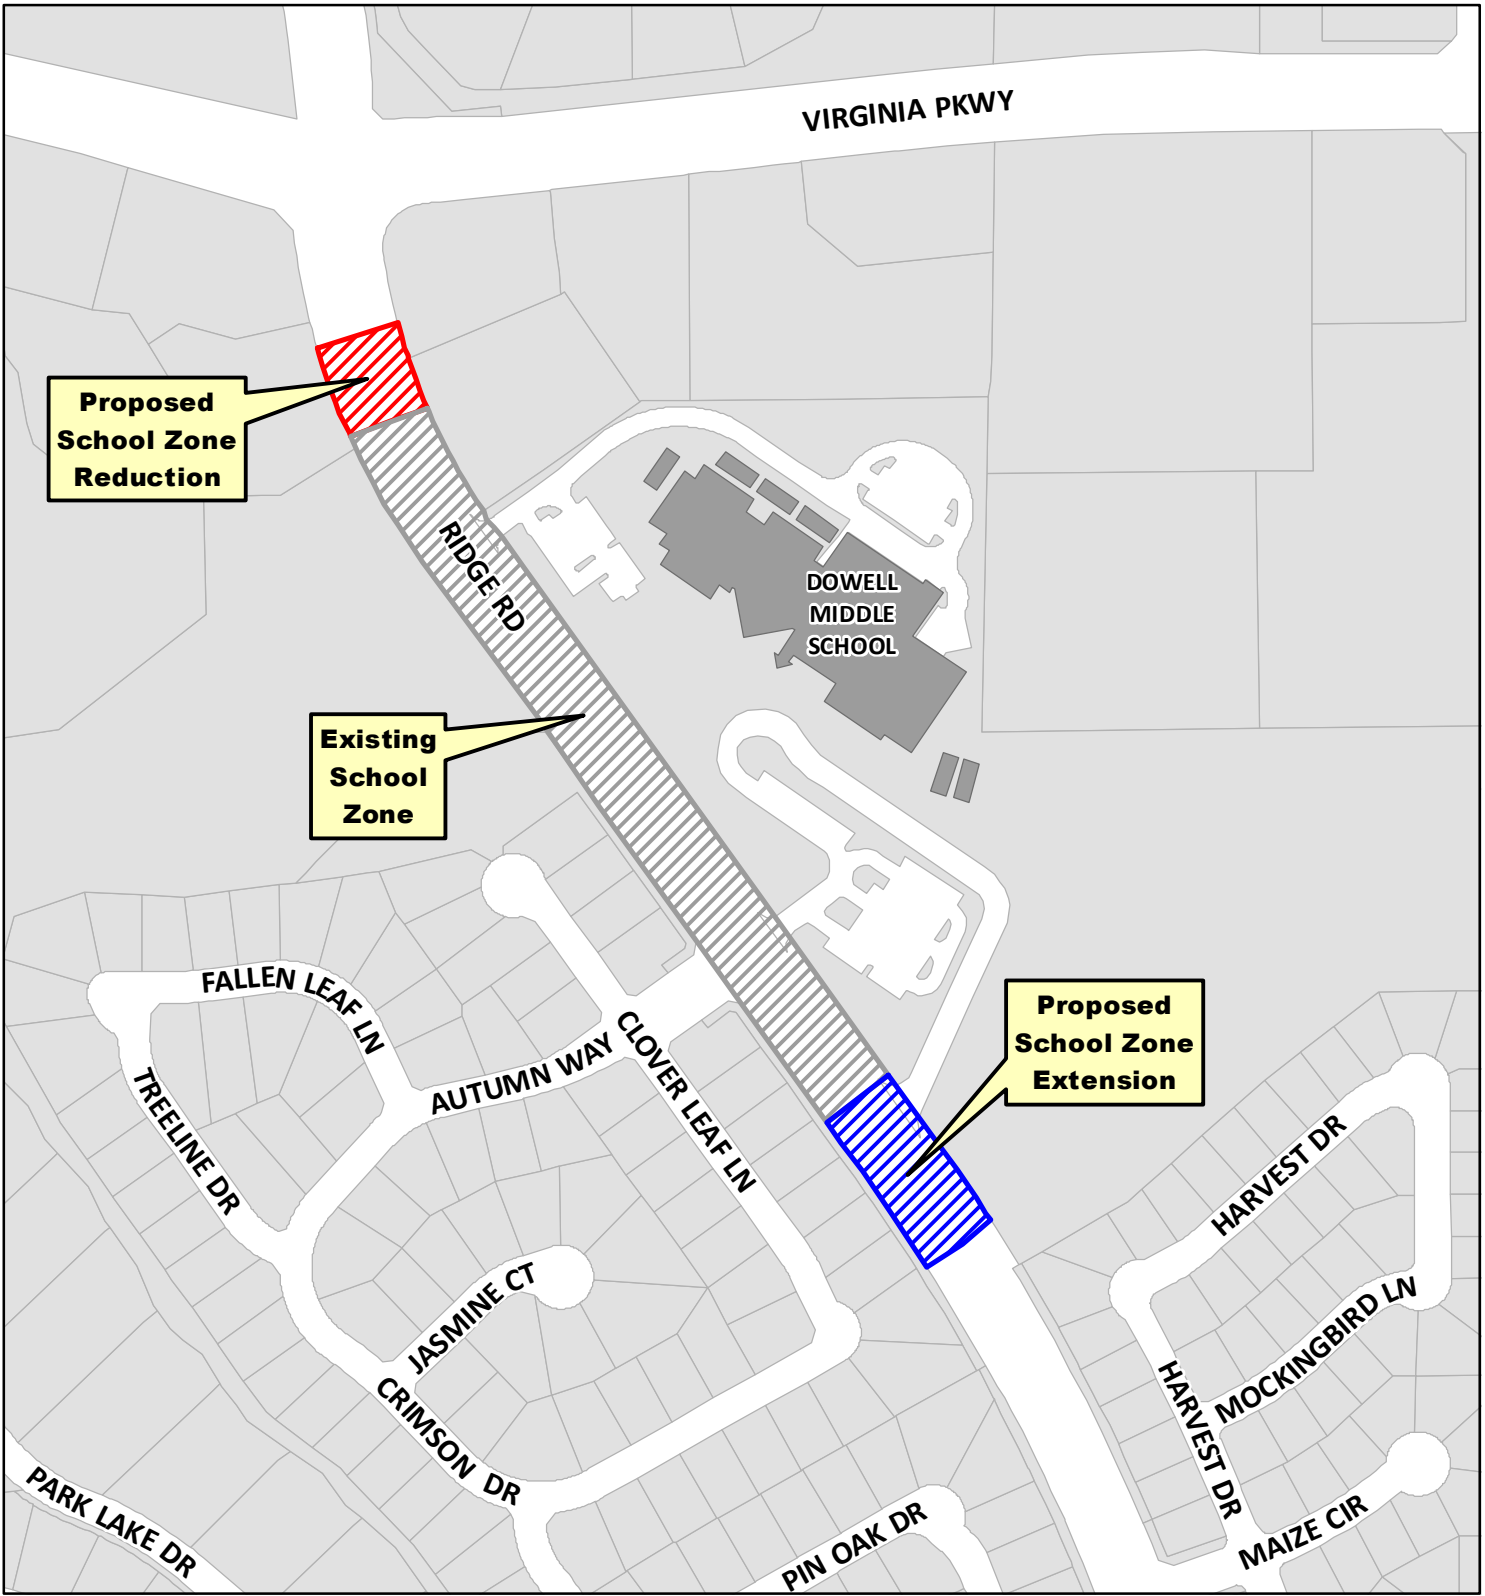 VIRGINIA PKWY
Proposed
School Zone
Reduction
RIDGE RD
DOWELL
MIDDLE
SCHOOL
Existing
School
Zone
FALLEN LEAF LN
AUTUMN WAY
CLOVER LEAF LN
Proposed
School Zone
Extension
TREELINE DR
HARVEST DR
JASMINE CT
MOCKINGBIRD LN
CRIMSON DR
HARVEST DR
PARK LAKE DR
PIN OAK DR
MAIZE CIR